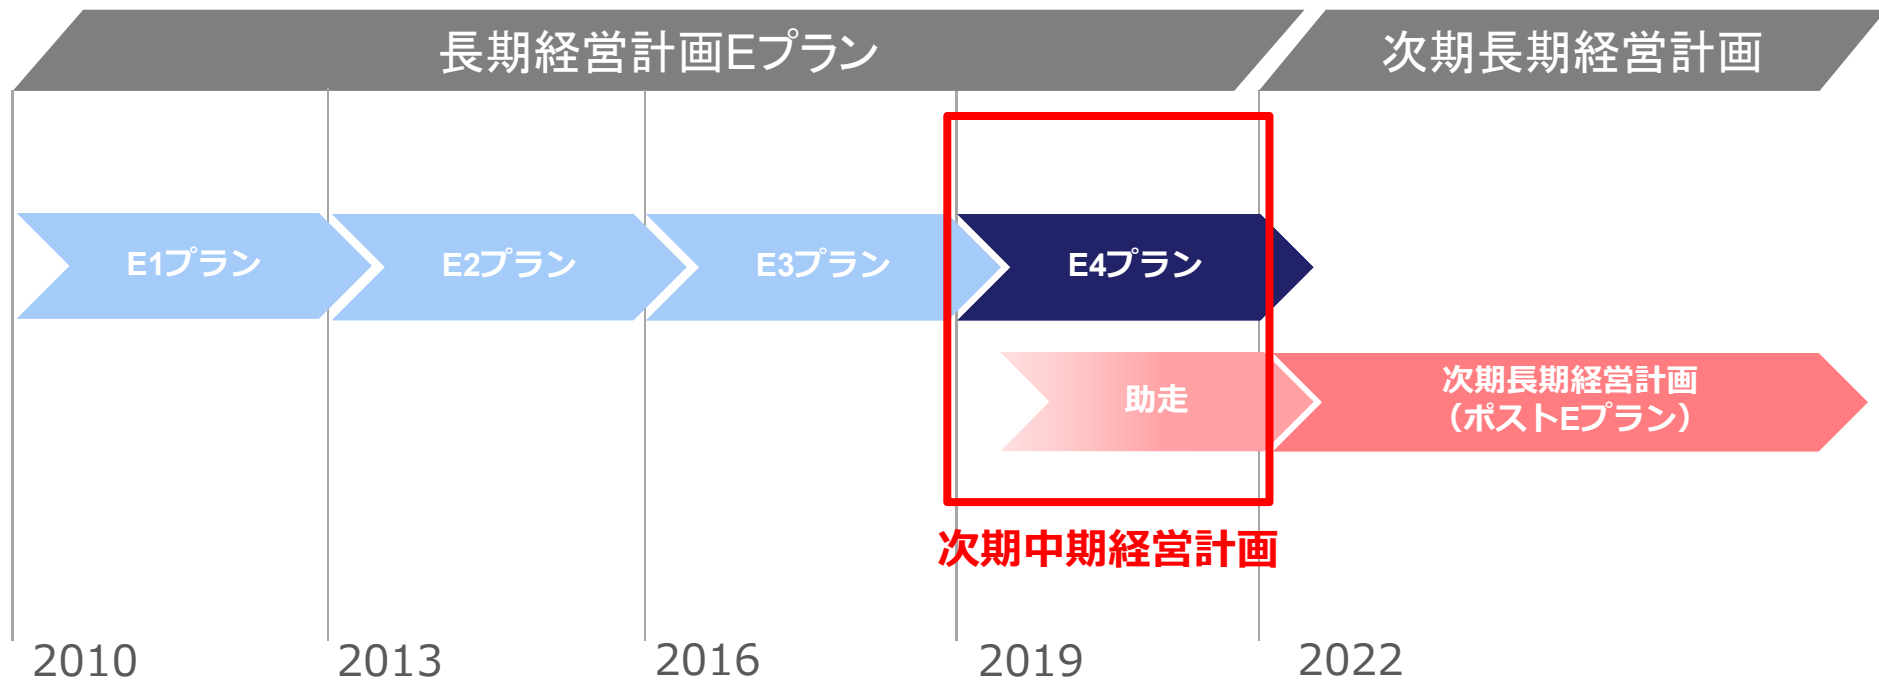 長期経営計画Eプラン
次期長期経営計画
E1プラン
E2プラン
E3プラン
E4プラン
助走
次期長期経営計画
（ポストEプラン）
次期中期経営計画
2010
2013
2016
2019
2022